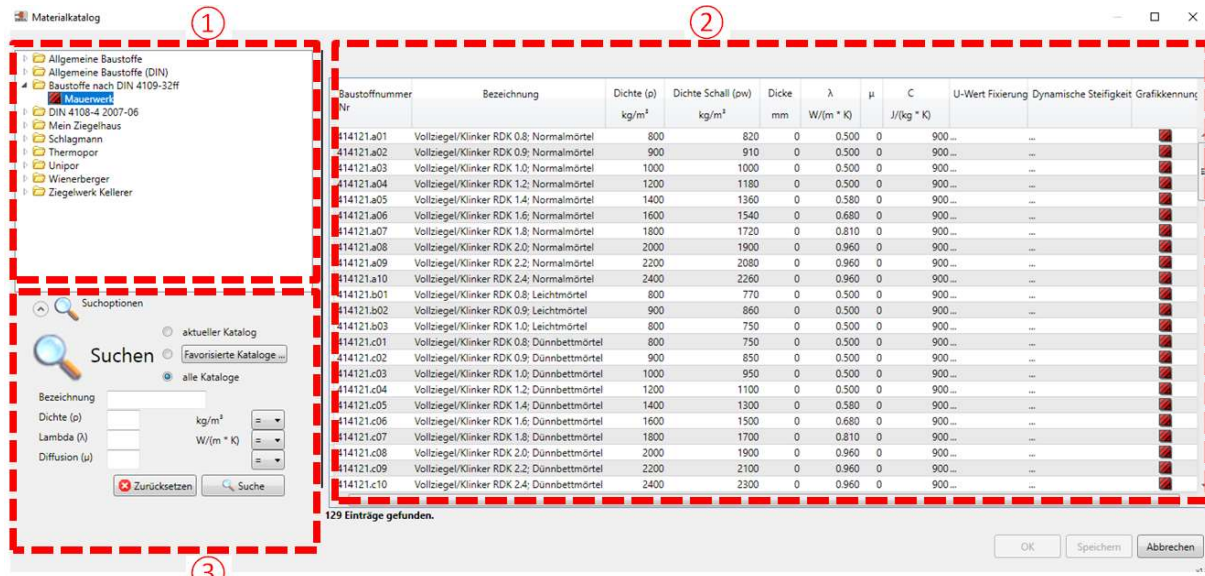 Materialkatalog
1
2
Allgemeine Baustoffe
Allgemeine Baustoffe (DIN)
Baustoffe nach DIN 4109-32ff
Mauerwerk
DIN 4108-4 2007-06
Mein Ziegelhaus
Schlagmann
Thermopor
Unipor
Wienerberger
Ziegelwerk Kellerer
Suchoptionen
Suchen
aktueller Katalog
Favorisierte Kataloge ...
alle Kataloge
Bezeichnung
Dichte (ρ) kg/m³ =
Lambda (λ) W/(m * K) =
Diffusion (μ) =
Zurücksetzen Suche
3
Baustoffnummer Bezeichnung Dichte (ρ) Dichte Schall (ρw) Dicke λ μ C U-Wert Fixierung Dynamische Steifigkeit Grafikkennung
Nr kg/m³ kg/m³ mm W/(m * K) J/(kg * K)
414121.a01 Vollziegel/Klinker RDK 0.8; Normalmörtel 800 820 0 0.500 0 900 ... ...
414121.a02 Vollziegel/Klinker RDK 0.9; Normalmörtel 900 910 0 0.500 0 900 ... ...
414121.a03 Vollziegel/Klinker RDK 1.0; Normalmörtel 1000 1000 0 0.500 0 900 ... ...
414121.a04 Vollziegel/Klinker RDK 1.2; Normalmörtel 1200 1180 0 0.500 0 900 ... ...
414121.a05 Vollziegel/Klinker RDK 1.4; Normalmörtel 1400 1360 0 0.580 0 900 ... ...
414121.a06 Vollziegel/Klinker RDK 1.6; Normalmörtel 1600 1540 0 0.680 0 900 ... ...
414121.a07 Vollziegel/Klinker RDK 1.8; Normalmörtel 1800 1720 0 0.810 0 900 ... ...
414121.a08 Vollziegel/Klinker RDK 2.0; Normalmörtel 2000 1900 0 0.960 0 900 ... ...
414121.a09 Vollziegel/Klinker RDK 2.2; Normalmörtel 2200 2080 0 0.960 0 900 ... ...
414121.a10 Vollziegel/Klinker RDK 2.4; Normalmörtel 2400 2260 0 0.960 0 900 ... ...
414121.b01 Vollziegel/Klinker RDK 0.8; Leichtmörtel 800 770 0 0.500 0 900 ... ...
414121.b02 Vollziegel/Klinker RDK 0.9; Leichtmörtel 900 860 0 0.500 0 900 ... ...
414121.b03 Vollziegel/Klinker RDK 1.0; Leichtmörtel 800 750 0 0.500 0 900 ... ...
414121.c01 Vollziegel/Klinker RDK 0.8; Dünnbettmörtel 800 750 0 0.500 0 900 ... ...
414121.c02 Vollziegel/Klinker RDK 0.9; Dünnbettmörtel 900 850 0 0.500 0 900 ... ...
414121.c03 Vollziegel/Klinker RDK 1.0; Dünnbettmörtel 1000 950 0 0.500 0 900 ... ...
414121.c04 Vollziegel/Klinker RDK 1.2; Dünnbettmörtel 1200 1100 0 0.500 0 900 ... ...
414121.c05 Vollziegel/Klinker RDK 1.4; Dünnbettmörtel 1400 1300 0 0.580 0 900 ... ...
414121.c06 Vollziegel/Klinker RDK 1.6; Dünnbettmörtel 1600 1500 0 0.680 0 900 ... ...
414121.c07 Vollziegel/Klinker RDK 1.8; Dünnbettmörtel 1800 1700 0 0.810 0 900 ... ...
414121.c08 Vollziegel/Klinker RDK 2.0; Dünnbettmörtel 2000 1900 0 0.960 0 900 ... ...
414121.c09 Vollziegel/Klinker RDK 2.2; Dünnbettmörtel 2200 2100 0 0.960 0 900 ... ...
414121.c10 Vollziegel/Klinker RDK 2.4; Dünnbettmörtel 2400 2300 0 0.960 0 900 ... ...
129 Einträge gefunden.
OK Speichern Abbrechen